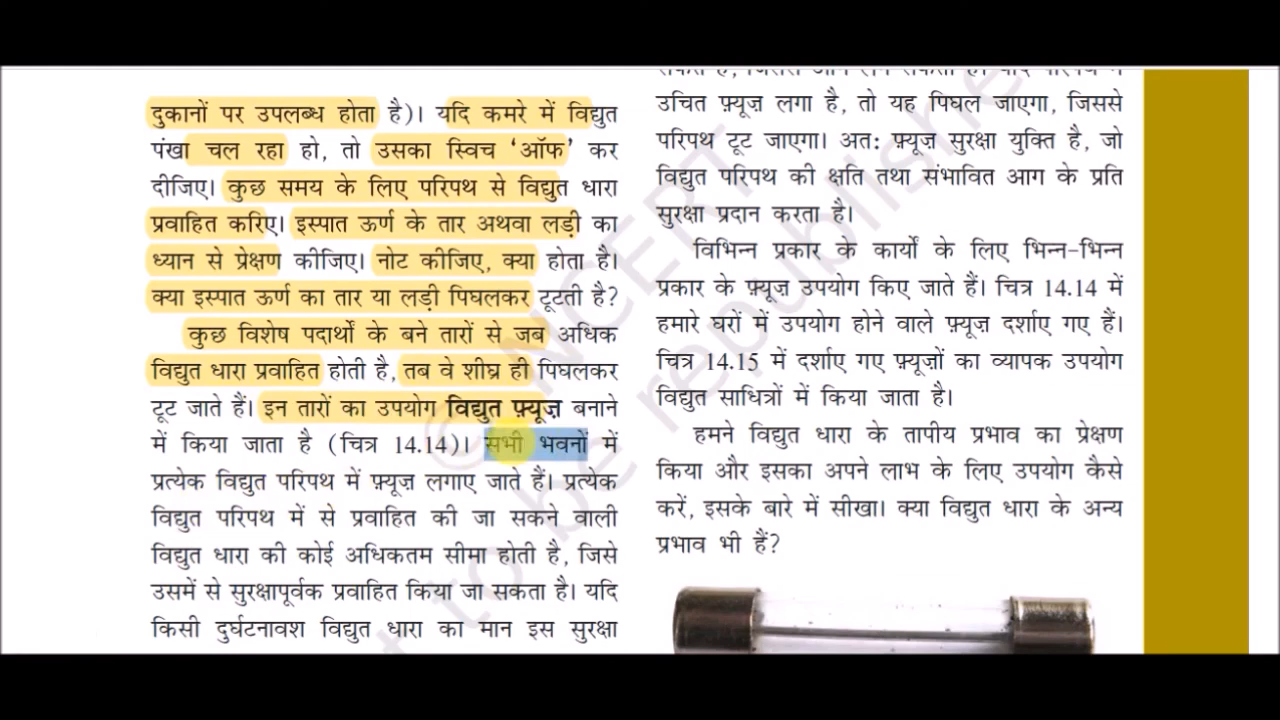 दुकानों पर उपलब्ध होता है)। यदि कमरे में विद्युत
पंखा चल रहा हो, तो उसका स्विच ‘ऑफ’ कर
दीजिए। कुछ समय के लिए परिपथ से विद्युत धारा
प्रवाहित करिए। इस्पात ऊर्ण के तार अथवा लड़ी का
ध्यान से प्रेक्षण कीजिए। नोट कीजिए, क्या होता है।
क्या इस्पात ऊर्ण का तार या लड़ी पिघलकर टूटती है?
कुछ विशेष पदार्थों के बने तारों से जब अधिक
विद्युत धारा प्रवाहित होती है, तब वे शीघ्र ही पिघलकर
टूट जाते हैं। इन तारों का उपयोग विद्युत फ़्यूज़ बनाने
में किया जाता है (चित्र 14.14)। सभी भवनों में
प्रत्येक विद्युत परिपथ में फ़्यूज़ लगाए जाते हैं। प्रत्येक
विद्युत परिपथ में से प्रवाहित की जा सकने वाली
विद्युत धारा की कोई अधिकतम सीमा होती है, जिसे
उसमें से सुरक्षापूर्वक प्रवाहित किया जा सकता है। यदि
किसी दुर्घटनावश विद्युत धारा का मान इस सुरक्षा
उचित फ़्यूज़ लगा है, तो यह पिघल जाएगा, जिससे
परिपथ टूट जाएगा। अत: फ़्यूज़ सुरक्षा युक्ति है, जो
विद्युत परिपथ की क्षति तथा संभावित आग के प्रति
सुरक्षा प्रदान करता है।
विभिन्न प्रकार के कार्यों के लिए भिन्न-भिन्न
प्रकार के फ़्यूज़ उपयोग किए जाते हैं। चित्र 14.14 में
हमारे घरों में उपयोग होने वाले फ़्यूज़ दर्शाए गए हैं।
चित्र 14.15 में दर्शाए गए फ़्यूज़ों का व्यापक उपयोग
विद्युत साधित्रों में किया जाता है।
हमने विद्युत धारा के तापीय प्रभाव का प्रेक्षण
किया और इसका अपने लाभ के लिए उपयोग कैसे
करें, इसके बारे में सीखा। क्या विद्युत धारा के अन्य
प्रभाव भी हैं?
© NCERT
to be republishe